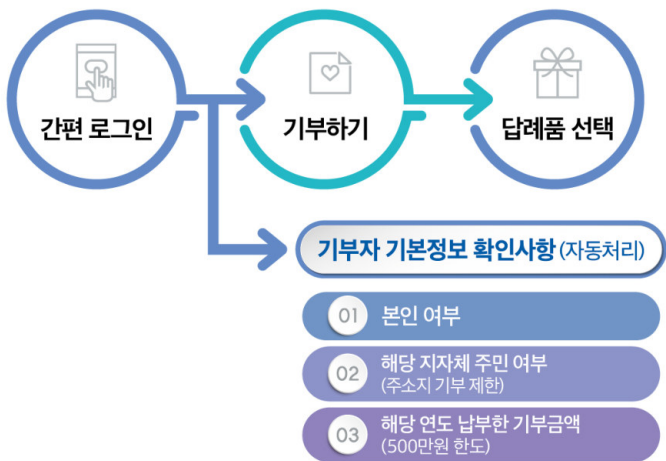 간편 로그인
기부하기
답례품 선택
기부자 기본정보 확인사항 (자동처리)
01 본인 여부
02 해당 지자체 주민 여부
(주소지 기부 제한)
03 해당 연도 납부한 기부금액
(500만원 한도)